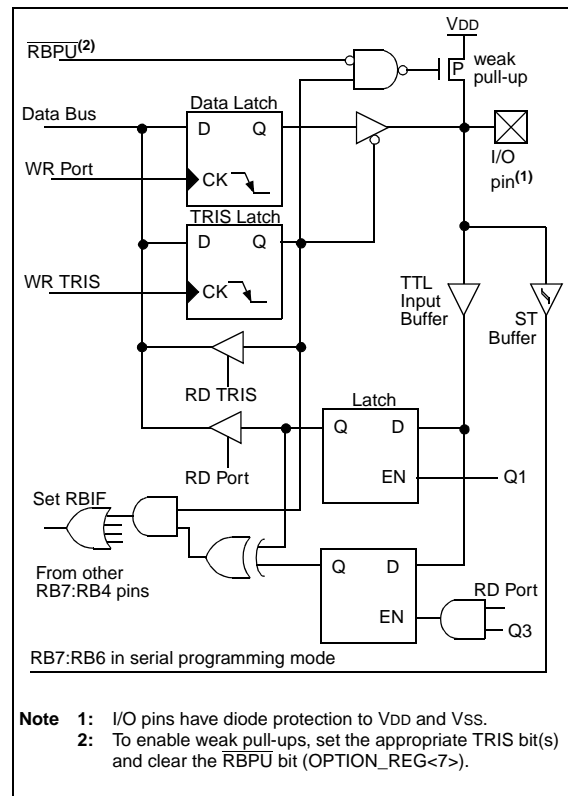 VDD
RBPU(2)
weak
pull-up
P
Data Bus
Data Latch
D Q
I/O
pin(1)
WR Port
CK
TRIS Latch
D Q
WR TRIS
CK
TTL
Input
Buffer
ST
Buffer
RD TRIS
Latch
Q D
RD Port
EN
Q1
Set RBIF
From other
RB7:RB4 pins
Q D
RD Port
EN
Q3
RB7:RB6 in serial programming mode
Note 1: I/O pins have diode protection to VDD and VSS.
2: To enable weak pull-ups, set the appropriate TRIS bit(s)
and clear the RBPU bit (OPTION_REG<7>).